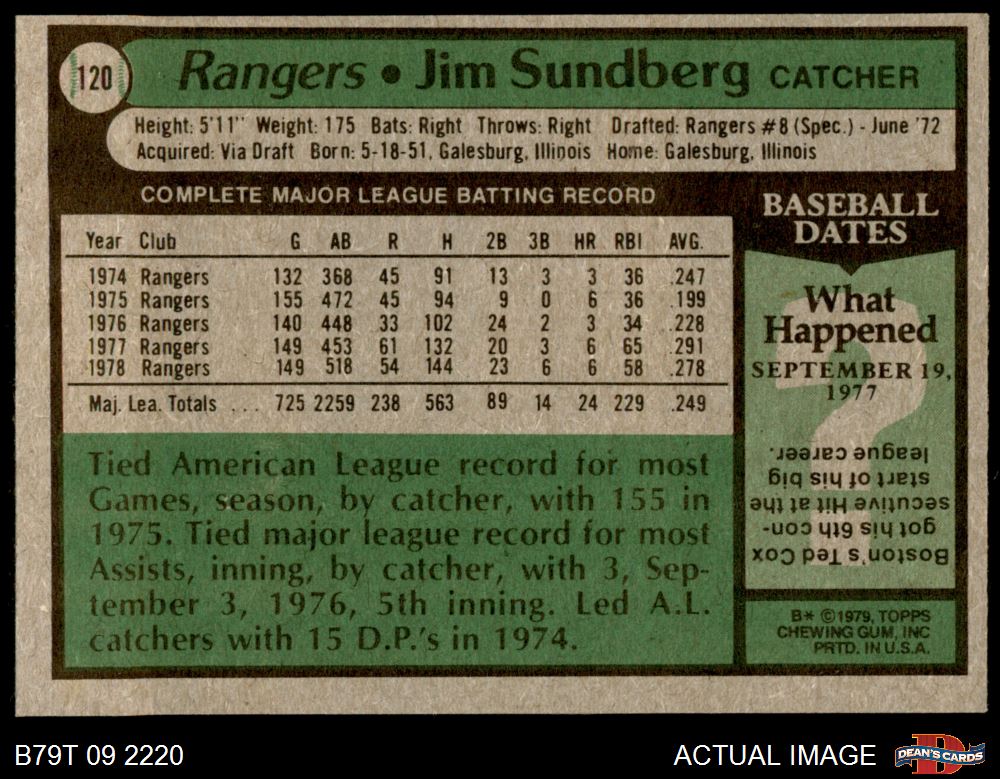 120
Rangers • Jim Sundberg CATCHER
Height: 5'11" Weight: 175 Bats: Right Throws: Right Drafted: Rangers #8 (Spec.) - June '72
Acquired: Via Draft Born: 5-18-51, Galesburg, Illinois Home: Galesburg, Illinois
COMPLETE MAJOR LEAGUE BATTING RECORD
Year Club G AB R H 2B 3B HR RBI AVG.
1974 Rangers 132 368 45 91 13 3 3 36 .247
1975 Rangers 155 472 45 94 9 0 6 36 .199
1976 Rangers 140 448 33 102 24 2 3 34 .228
1977 Rangers 149 453 61 132 20 3 6 65 .291
1978 Rangers 149 518 54 144 23 6 6 58 .278
Maj. Lea. Totals ... 725 2259 238 563 89 14 24 229 .249
Tied American League record for most
Games, season, by catcher, with 155 in
1975. Tied major league record for most
Assists, inning, by catcher, with 3, Sep-
tember 3, 1976, 5th inning. Led A.L.
catchers with 15 D.P.'s in 1974.
BASEBALL
DATES
?
What
Happened
SEPTEMBER 19,
1977
Boston's Ted Cox
got his 6th con-
secutive Hit at the
start of his big
league career.
B* ©1979, TOPPS
CHEWING GUM, INC
PRTD. IN U.S.A.
B79T 09 2220
ACTUAL IMAGE
D
DEAN'S CARDS